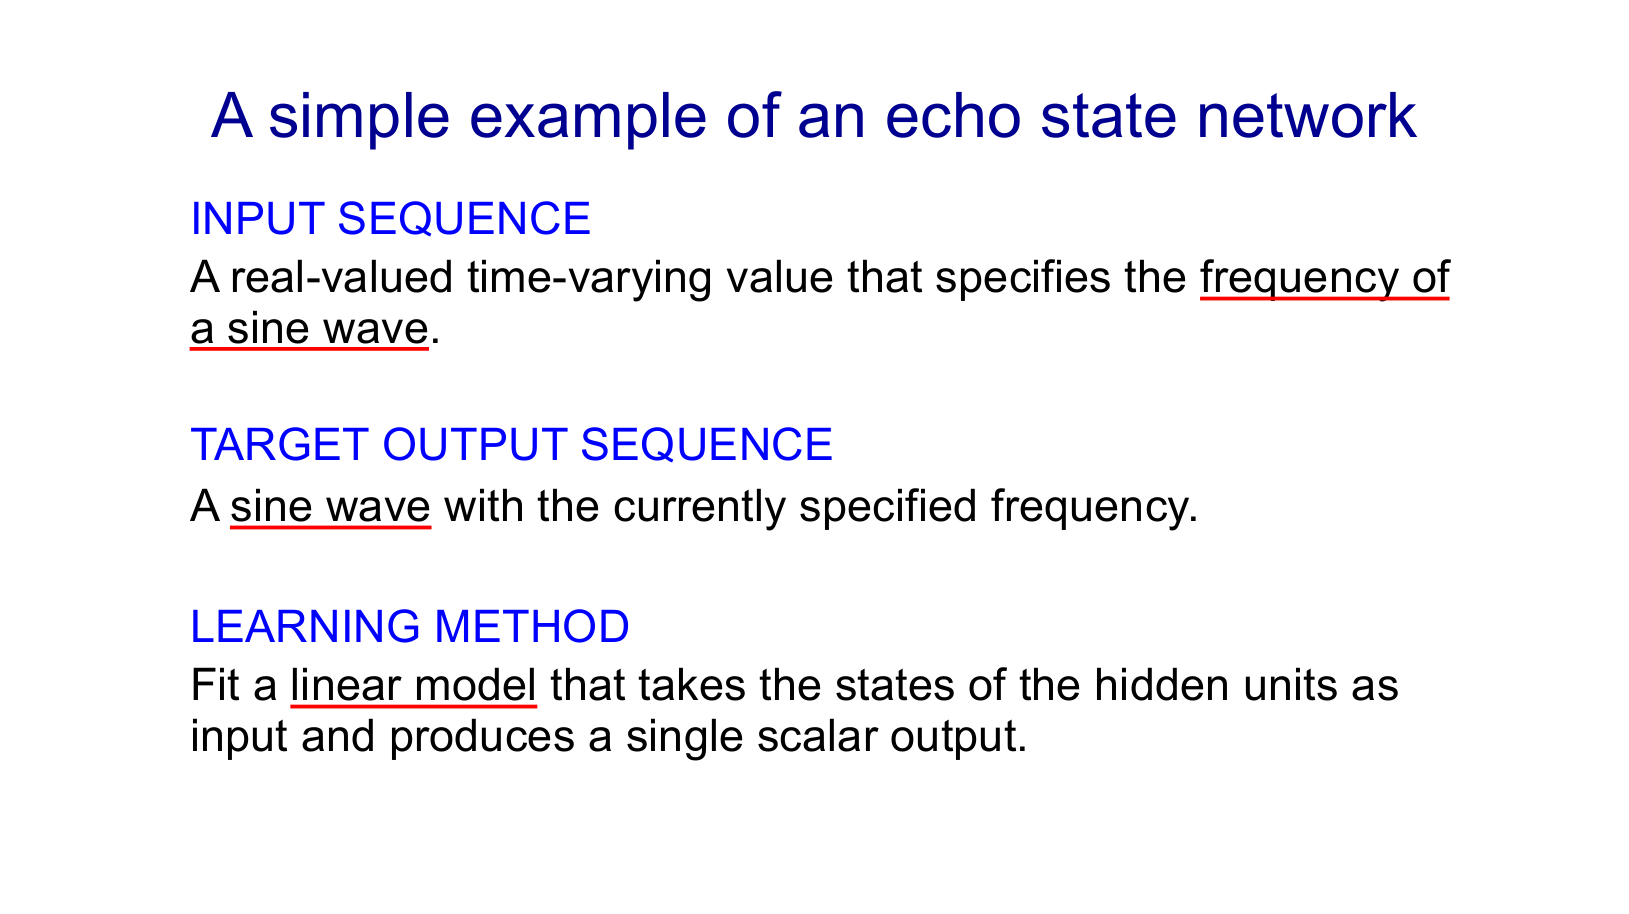 A simple example of an echo state network
INPUT SEQUENCE
A real-valued time-varying value that specifies the frequency of
a sine wave.
TARGET OUTPUT SEQUENCE
A sine wave with the currently specified frequency.
LEARNING METHOD
Fit a linear model that takes the states of the hidden units as
input and produces a single scalar output.